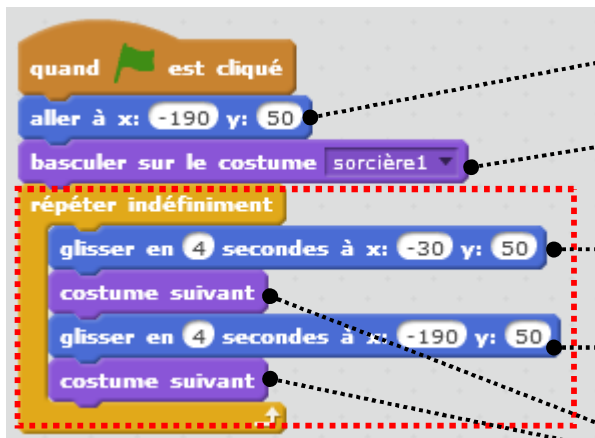 quand est cliqué
aller à x: -190 y: 50
basculer sur le costume sorcière1
répéter indéfiniment
glisser en 4 secondes à x: -30 y: 50
costume suivant
glisser en 4 secondes à x: -190 y: 50
costume suivant